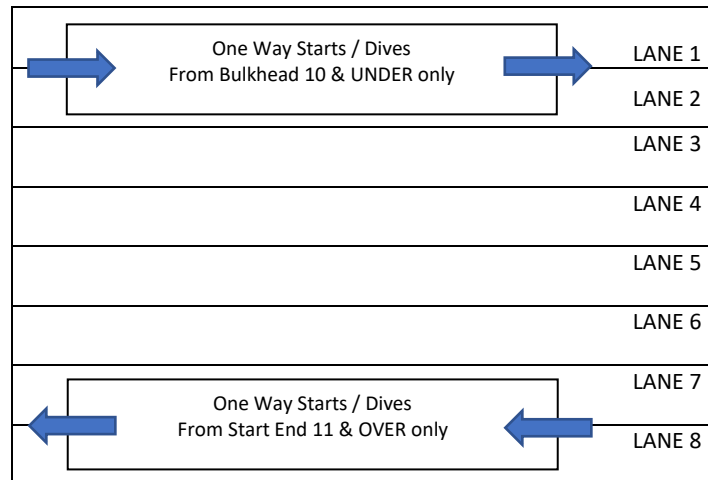 One Way Starts / Dives
From Bulkhead 10 & UNDER only
LANE 1
LANE 2
LANE 3
LANE 4
LANE 5
LANE 6
LANE 7
One Way Starts / Dives
From Start End 11 & OVER only
LANE 8